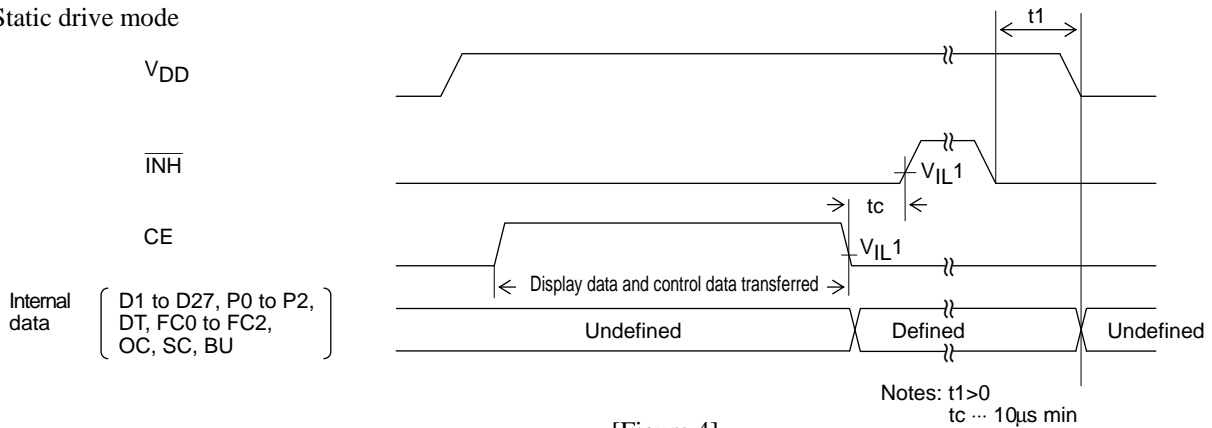 Static drive mode
t1
VDD
INH
VIL1
tc
CE
VIL1
Display data and control data transferred
Internal data
D1 to D27, P0 to P2,
DT, FC0 to FC2,
OC, SC, BU
Undefined
Defined
Undefined
Notes: t1>0
tc ··· 10μs min